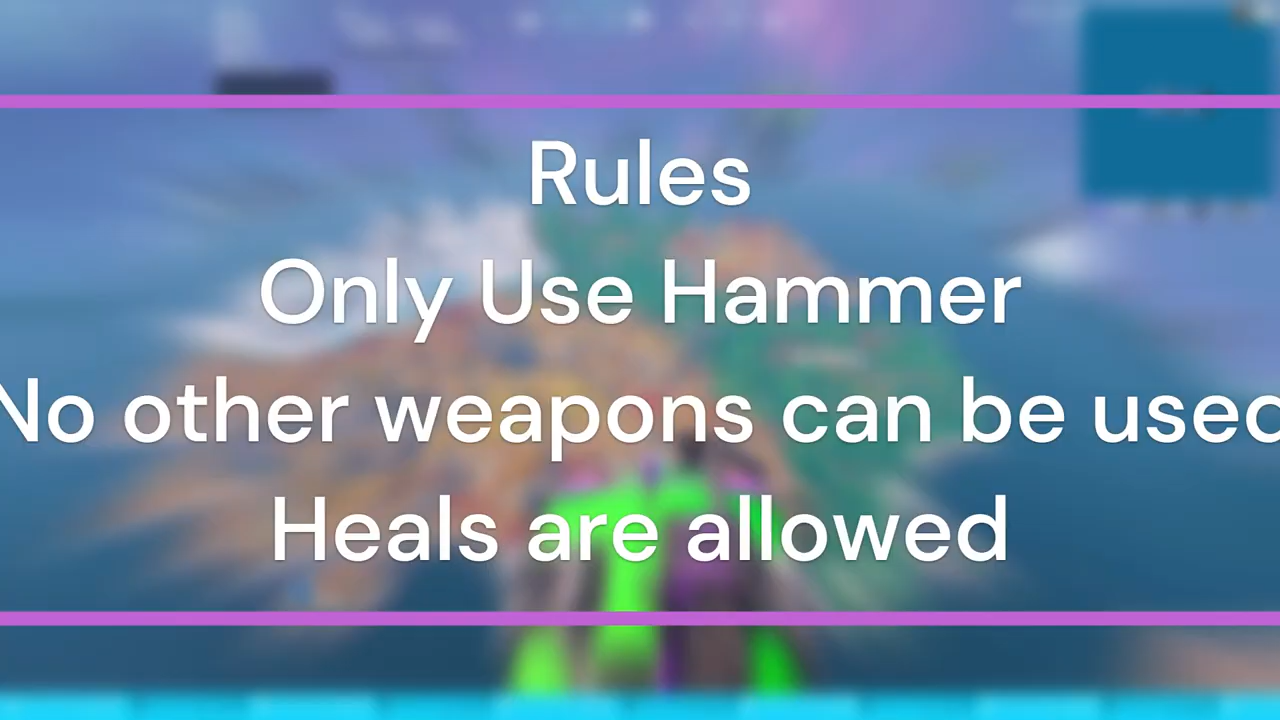 Rules
Only Use Hammer
No other weapons can be used
Heals are allowed